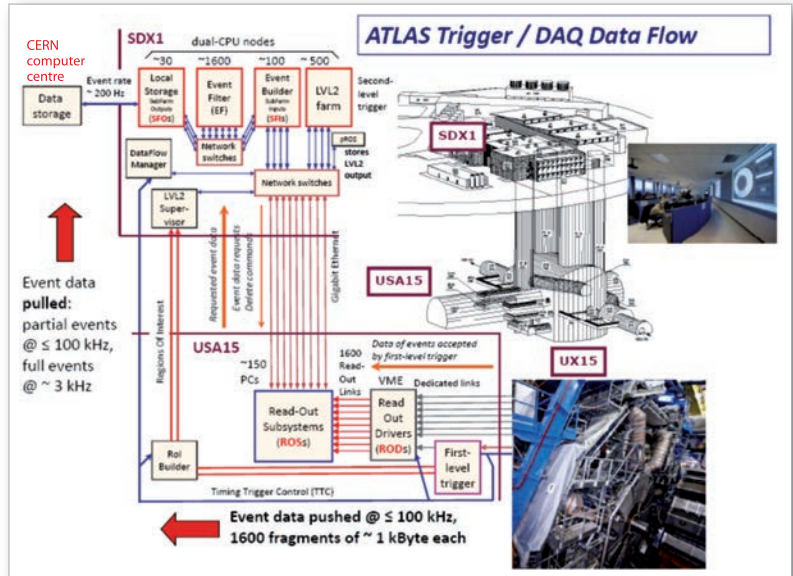 ATLAS Trigger / DAQ Data Flow
SDX1
dual-CPU nodes
CERN
computer
centre
~30
~1600
~100
~ 500
Event rate
~ 200 Hz
Data
storage
Local
Storage
SubFarm
Outputs
(SFOs)
Event
Filter
(EF)
Event
Builder
SubFarm
Inputs
(SFIs)
LVL2
farm
Second-
level
trigger
Network
switches
pROS
stores
LVL2
output
DataFlow
Manager
Network switches
LVL2
Super-
visor
Event data
pulled:
partial events
@ ≤ 100 kHz,
full events
@ ~ 3 kHz
Regions Of Interest
Requested event data
Event data requests
Delete commands
Gigabit Ethernet
USA15
~150
PCs
1600
Read-
Out
Links
Data of events accepted
by first-level trigger
VME
Dedicated links
Read-Out
Subsystems
(ROSs)
Read
Out
Drivers
(RODs)
RoI
Builder
First-
level
trigger
Timing Trigger Control (TTC)
Event data pushed @ ≤ 100 kHz,
1600 fragments of ~ 1 kByte each
SDX1
USA15
UX15